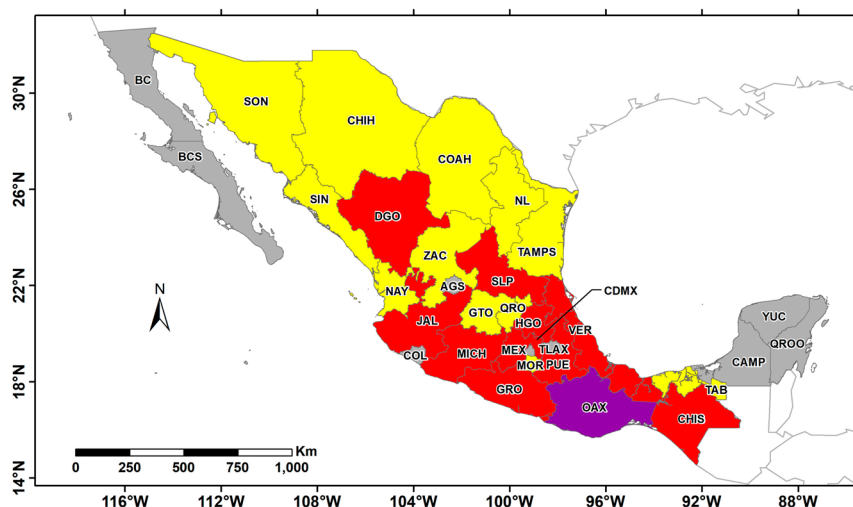 BC
SON
30°N
CHIH
BCS
COAH
26°N
SIN
NL
DGO
ZAC
TAMPS
N
SLP
CDMX
22°N
NAY
AGS
GTO
QRO
HGO
JAL
VER
YUC
QROO
COL
MICH
MEX
TLAX
CAMP
MOR
PUE
18°N
TAB
GRO
OAX
CHIS
Km
0 250 500 750 1,000
14°N
116°W 112°W 108°W 104°W 100°W 96°W 92°W 88°W